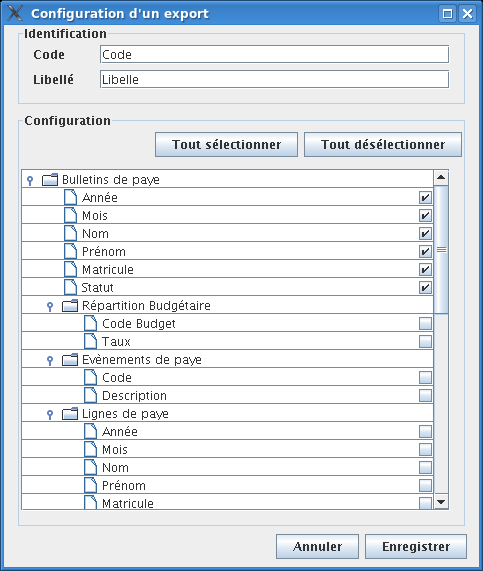 Configuration d'un export
Identification
Code Code
Libellé Libelle
Configuration
Tout sélectionner Tout désélectionner
Bulletins de paye
Année
Mois
Nom
Prénom
Matricule
Statut
Répartition Budgétaire
Code Budget
Taux
Evènements de paye
Code
Description
Lignes de paye
Année
Mois
Nom
Prénom
Matricule
Annuler Enregistrer